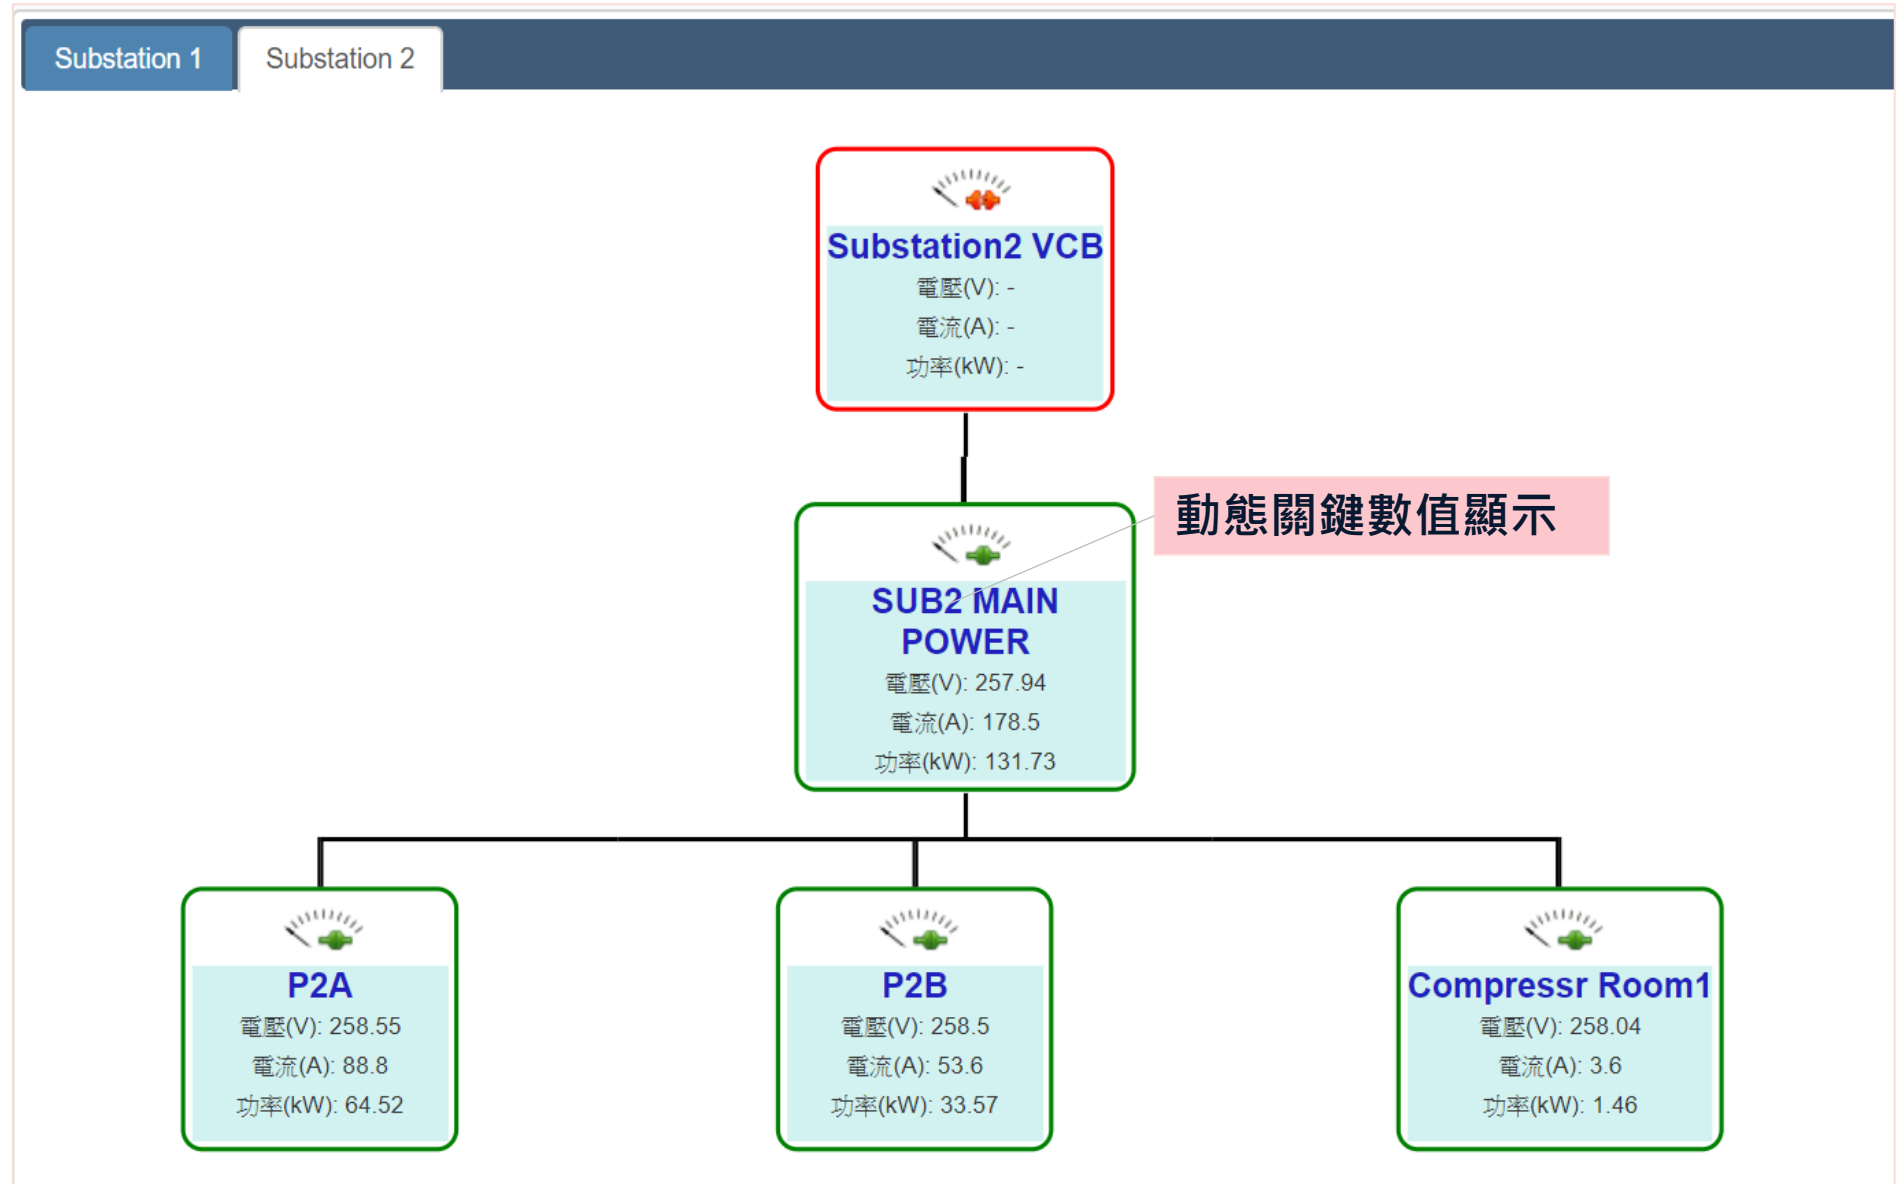 Substation 1
Substation 2
Substation2 VCB
電壓(V): -
電流(A): -
功率(kW): -
動態關鍵數值顯示
SUB2 MAIN
POWER
電壓(V): 257.94
電流(A): 178.5
功率(kW): 131.73
P2A
電壓(V): 258.55
電流(A): 88.8
功率(kW): 64.52
P2B
電壓(V): 258.5
電流(A): 53.6
功率(kW): 33.57
Compressr Room1
電壓(V): 258.04
電流(A): 3.6
功率(kW): 1.46